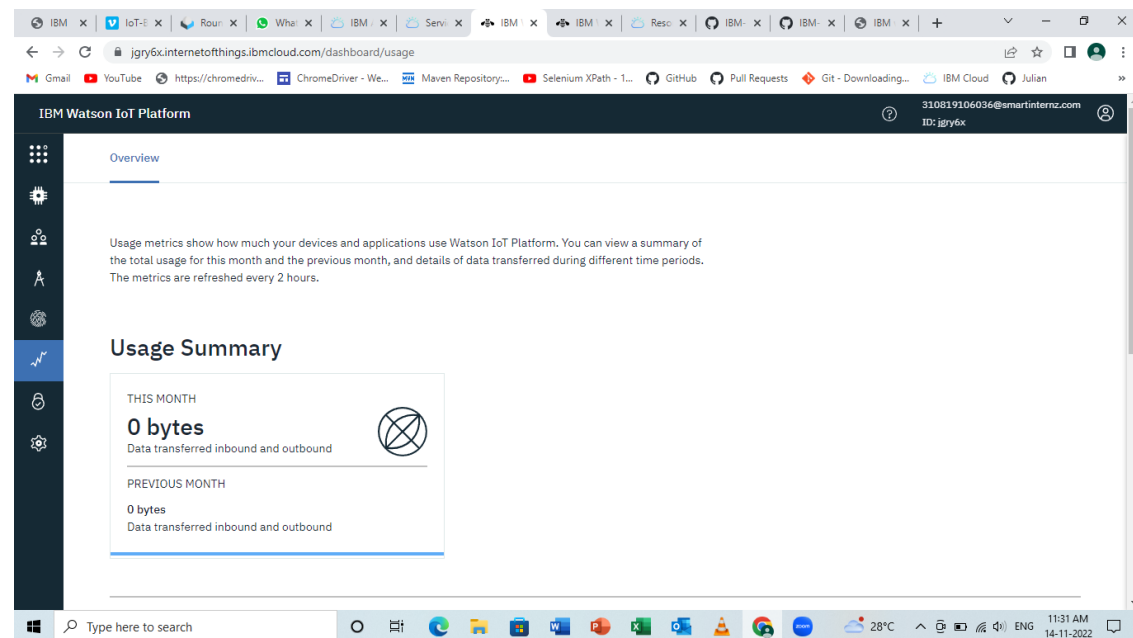 IBM
IoT-E
Roun
What
IBM
Servi
IBM
IBM
Reso
IBM-
IBM-
IBM
jgry6x.internetofthings.ibmcloud.com/dashboard/usage
Gmail YouTube https://chromedriv... ChromeDriver - We... Maven Repository:... Selenium XPath - 1... GitHub Pull Requests Git - Downloading... IBM Cloud Julian »
IBM Watson IoT Platform
310819106036@smartinternz.com
ID: jgry6x
Overview
Usage metrics show how much your devices and applications use Watson IoT Platform. You can view a summary of
the total usage for this month and the previous month, and details of data transferred during different time periods.
The metrics are refreshed every 2 hours.
Usage Summary
THIS MONTH
0 bytes
Data transferred inbound and outbound
PREVIOUS MONTH
0 bytes
Data transferred inbound and outbound
Type here to search
28°C
ENG
11:31 AM
14-11-2022